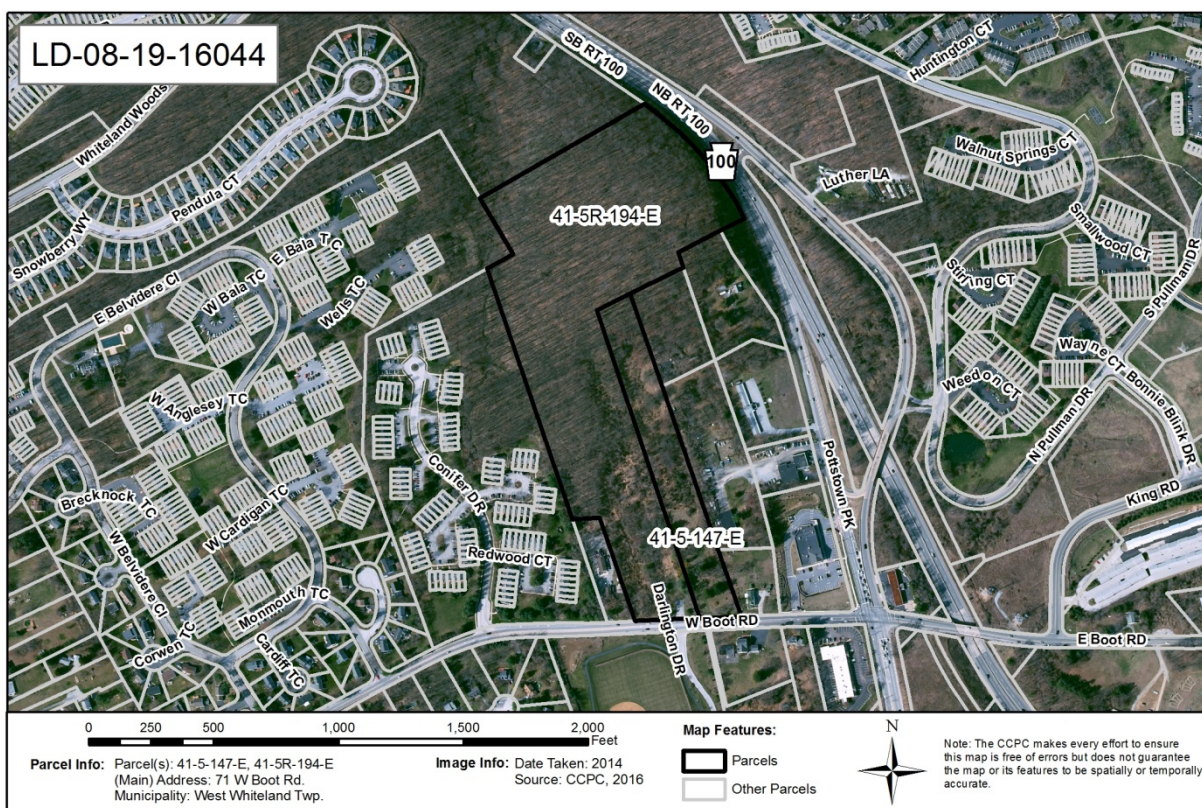 LD-08-19-16044
SB RT 100
NB RT 100
100
Huntington CT
Whiteland Woods
Pendula CT
Snowberry WY
Walnut Springs CT
Luther LA
Smallwood CT
41-5R-194-E
E Bala TC
W Bala TC
E Belvidere Cl
Wells TC
Stirling CT
S Pullman DR
Wayne CT
Bonnie Blink DR
Weedon CT
N Pullman DR
W Anglesey TC
Conifer DR
Pottstown PK
King RD
Brecknock TC
W Cardigan TC
W Belvidere Cl
Redwood CT
41-5-147-E
Monmouth TC
Darlington DR
W Boot RD
E Boot RD
Corwen TC
Cardiff TC
0 250 500 1,000 1,500 2,000
Feet
Parcel Info: Parcel(s): 41-5-147-E, 41-5R-194-E
(Main) Address: 71 W Boot Rd.
Municipality: West Whiteland Twp.
Image Info: Date Taken: 2014
Source: CCPC, 2016
Map Features:
Parcels
Other Parcels
N
Note: The CCPC makes every effort to ensure
this map is free of errors but does not guarantee
the map or its features to be spatially or temporally
accurate.